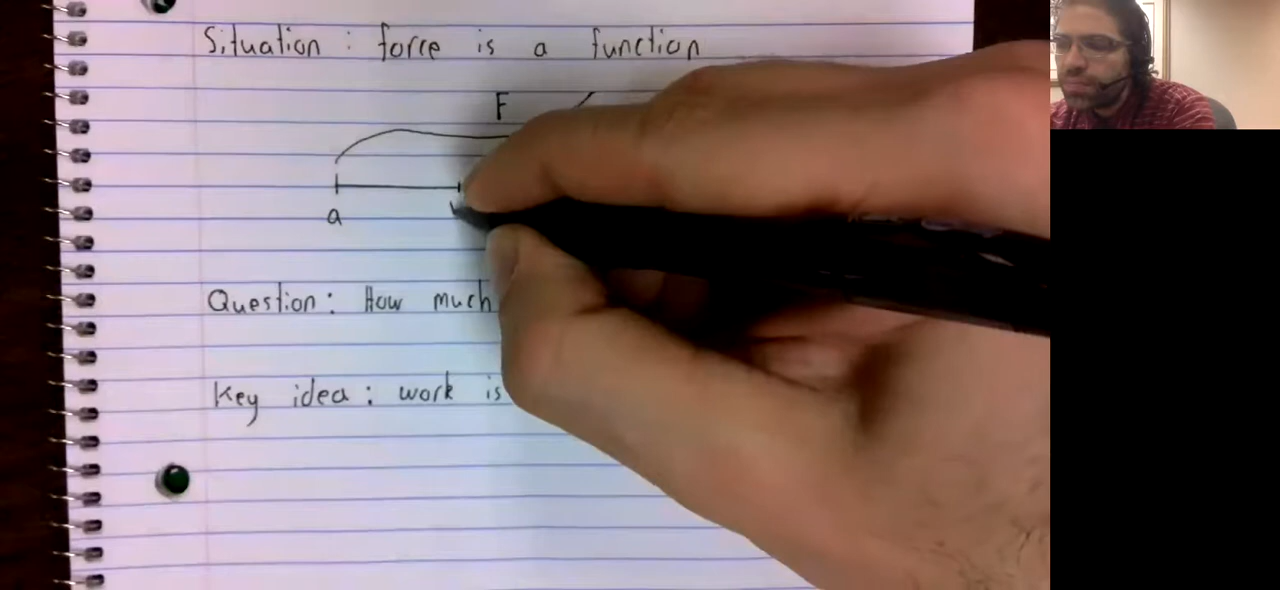 Situation : force is a function
F
a
Question : How much
Key idea : work is